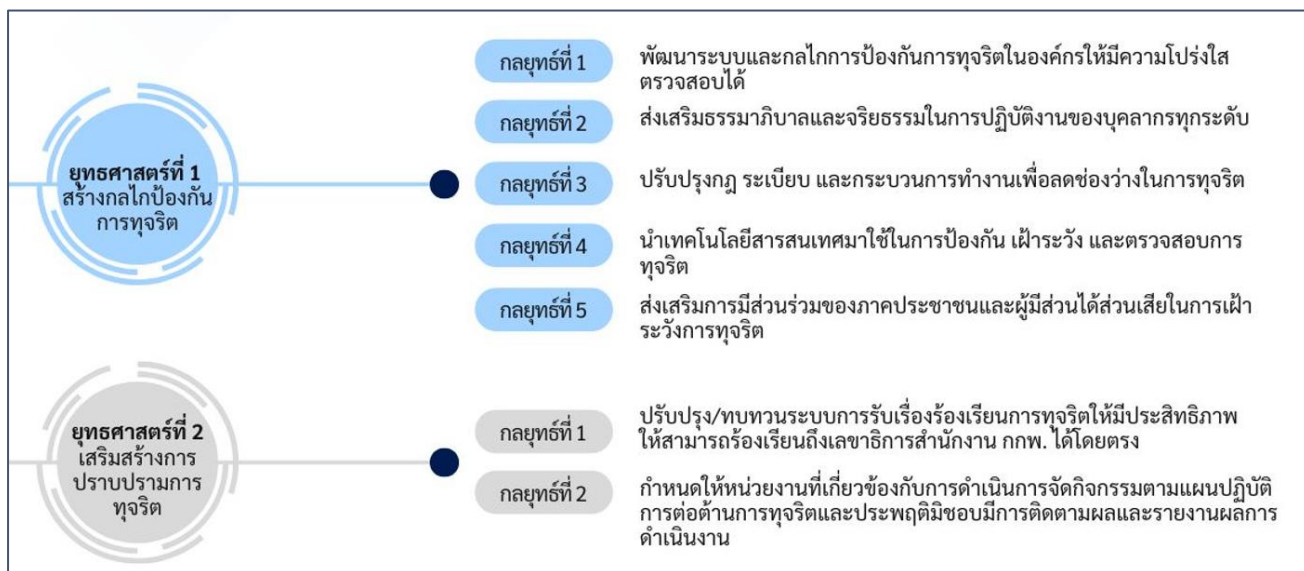 ยุทธศาสตร์ที่ 1
สร้างกลไกป้องกัน
การทุจริต
กลยุทธ์ที่ 1
พัฒนาระบบและกลไกการป้องกันการทุจริตในองค์กรให้มีความโปร่งใส
ตรวจสอบได้
กลยุทธ์ที่ 2
ส่งเสริมธรรมาภิบาลและจริยธรรมในการปฏิบัติงานของบุคลากรทุกระดับ
กลยุทธ์ที่ 3
ปรับปรุงกฎ ระเบียบ และกระบวนการทำงานเพื่อลดช่องว่างในการทุจริต
กลยุทธ์ที่ 4
นำเทคโนโลยีสารสนเทศมาใช้ในการป้องกัน เฝ้าระวัง และตรวจสอบการ
ทุจริต
กลยุทธ์ที่ 5
ส่งเสริมการมีส่วนร่วมของภาคประชาชนและผู้มีส่วนได้ส่วนเสียในการเฝ้า
ระวังการทุจริต
ยุทธศาสตร์ที่ 2
เสริมสร้างการ
ปราบปรามการ
ทุจริต
กลยุทธ์ที่ 1
ปรับปรุง/ทบทวนระบบการรับเรื่องร้องเรียนการทุจริตให้มีประสิทธิภาพ
ให้สามารถร้องเรียนถึงเลขาธิการสำนักงาน กกพ. ได้โดยตรง
กลยุทธ์ที่ 2
กำหนดให้หน่วยงานที่เกี่ยวข้องกับการดำเนินการจัดกิจกรรมตามแผนปฏิบัติ
การต่อต้านการทุจริตและประพฤติมิชอบมีการติดตามผลและรายงานผลการ
ดำเนินงาน